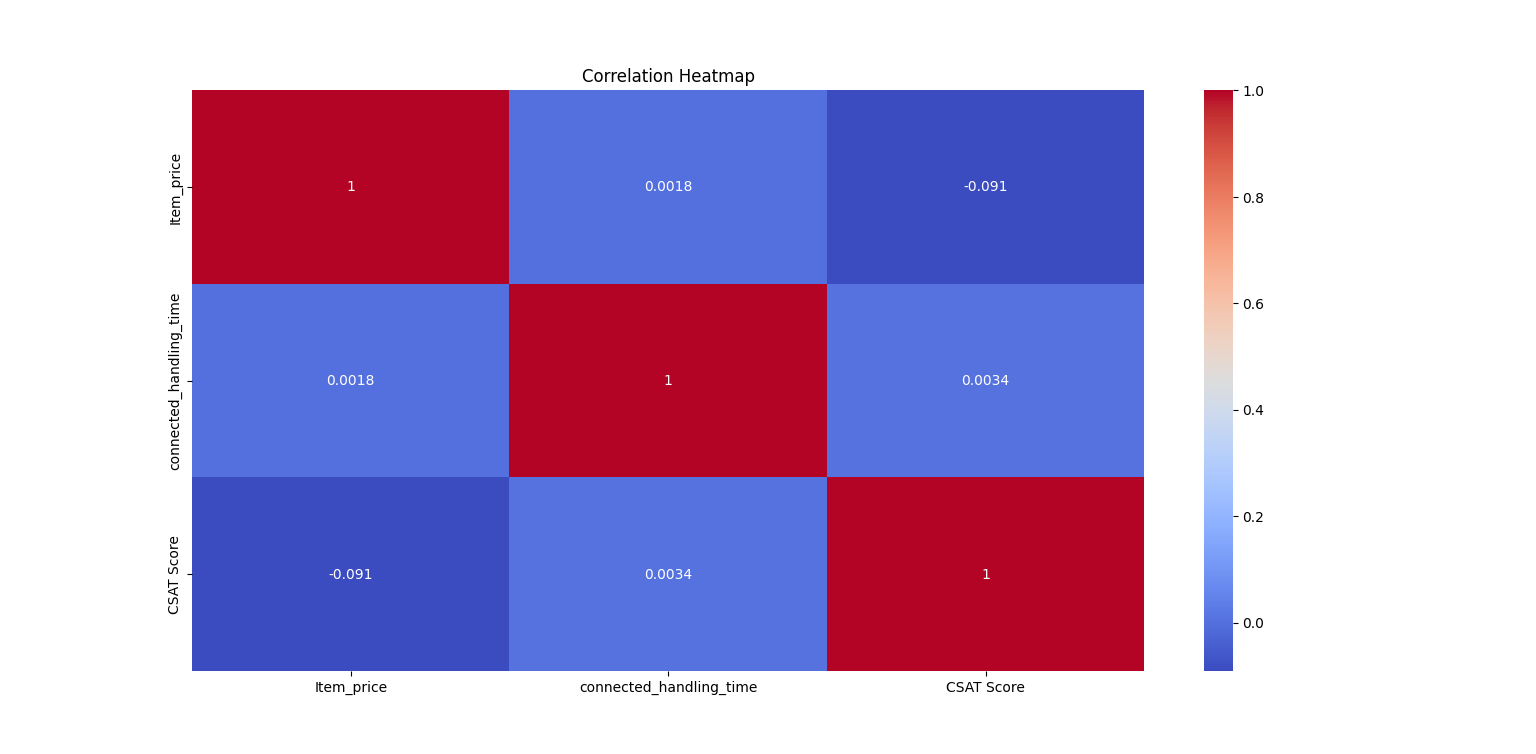 Correlation Heatmap
Item_price
1
0.0018
-0.091
connected_handling_time
0.0018
1
0.0034
CSAT Score
-0.091
0.0034
1
Item_price
connected_handling_time
CSAT Score
1.0
0.8
0.6
0.4
0.2
0.0